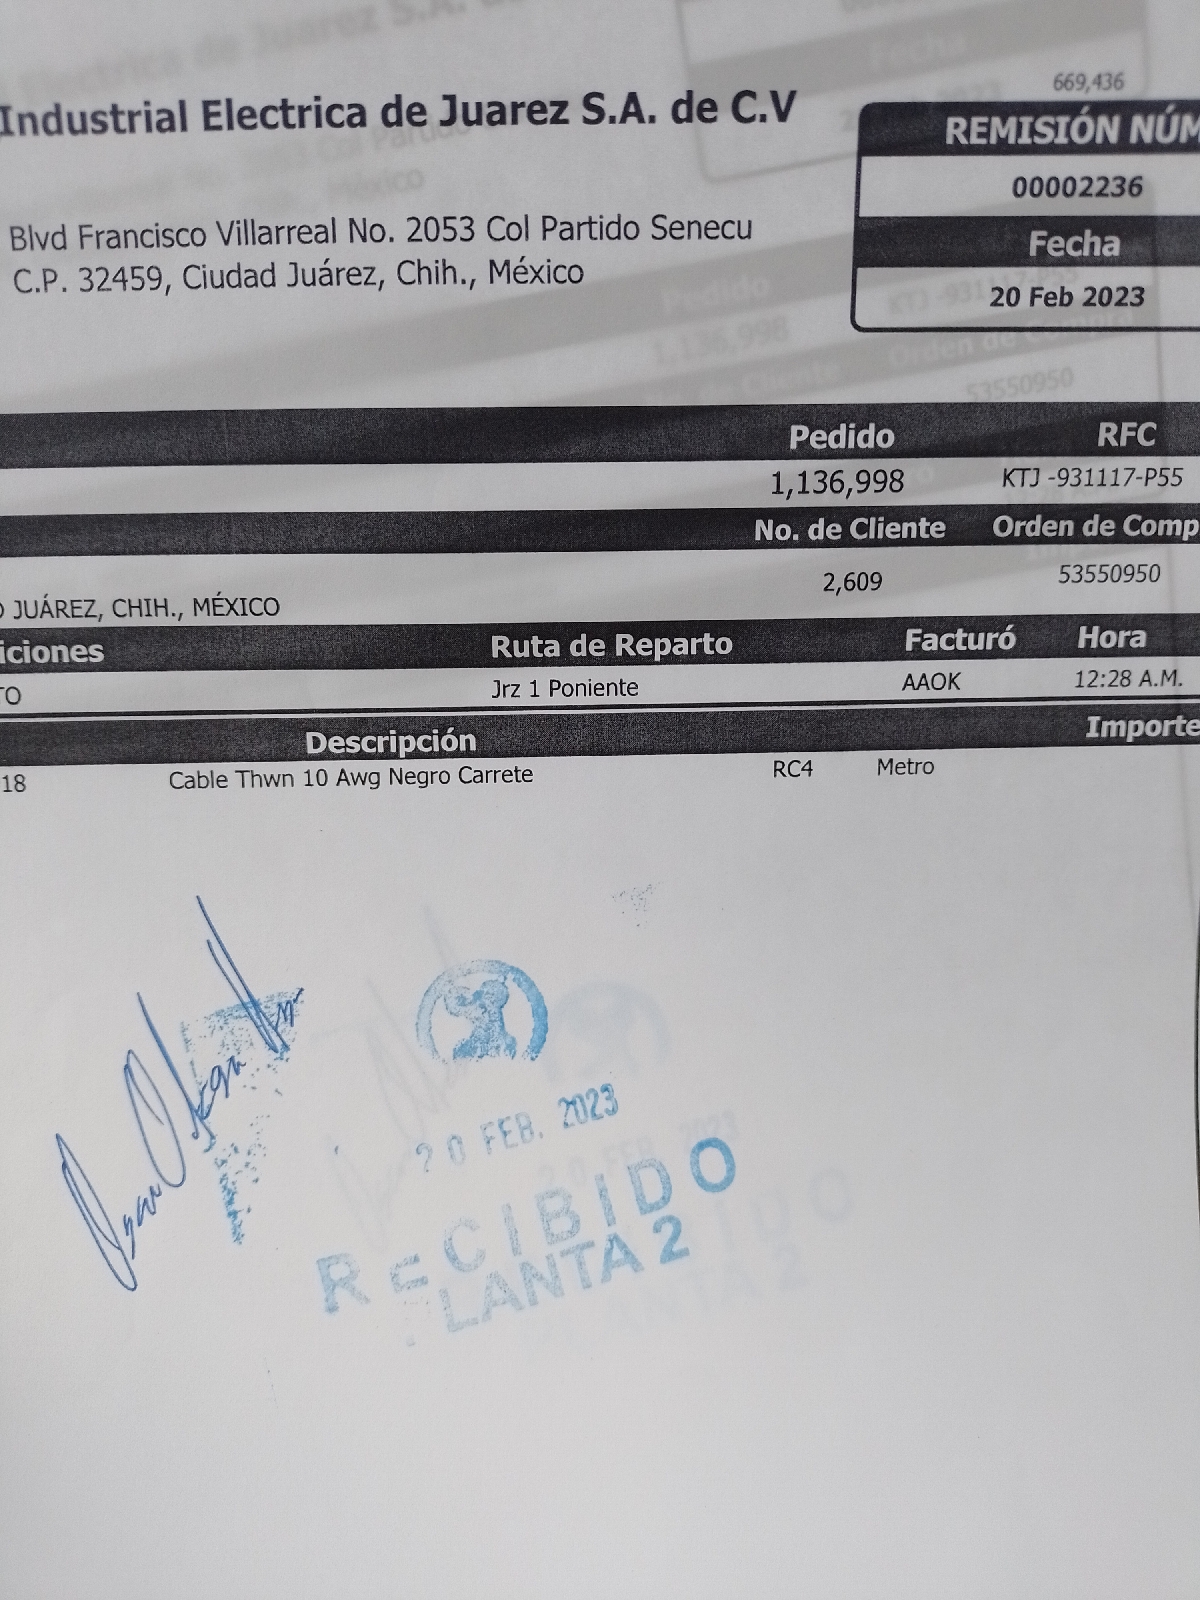 669,436
Industrial Electrica de Juarez S.A. de C.V
REMISIÓN NÚM
00002236
Blvd Francisco Villarreal No. 2053 Col Partido Senecu
C.P. 32459, Ciudad Juárez, Chih., México
Fecha
20 Feb 2023
Pedido RFC
1,136,998 KTJ -931117-P55
No. de Cliente Orden de Comp
2,609 53550950
O JUÁREZ, CHIH., MÉXICO
iciones Ruta de Reparto Facturó Hora
TO Jrz 1 Poniente AAOK 12:28 A.M.
Descripción Importe
18 Cable Thwn 10 Awg Negro Carrete RC4 Metro
20 FEB. 2023
RECIBIDO
LANTA 2